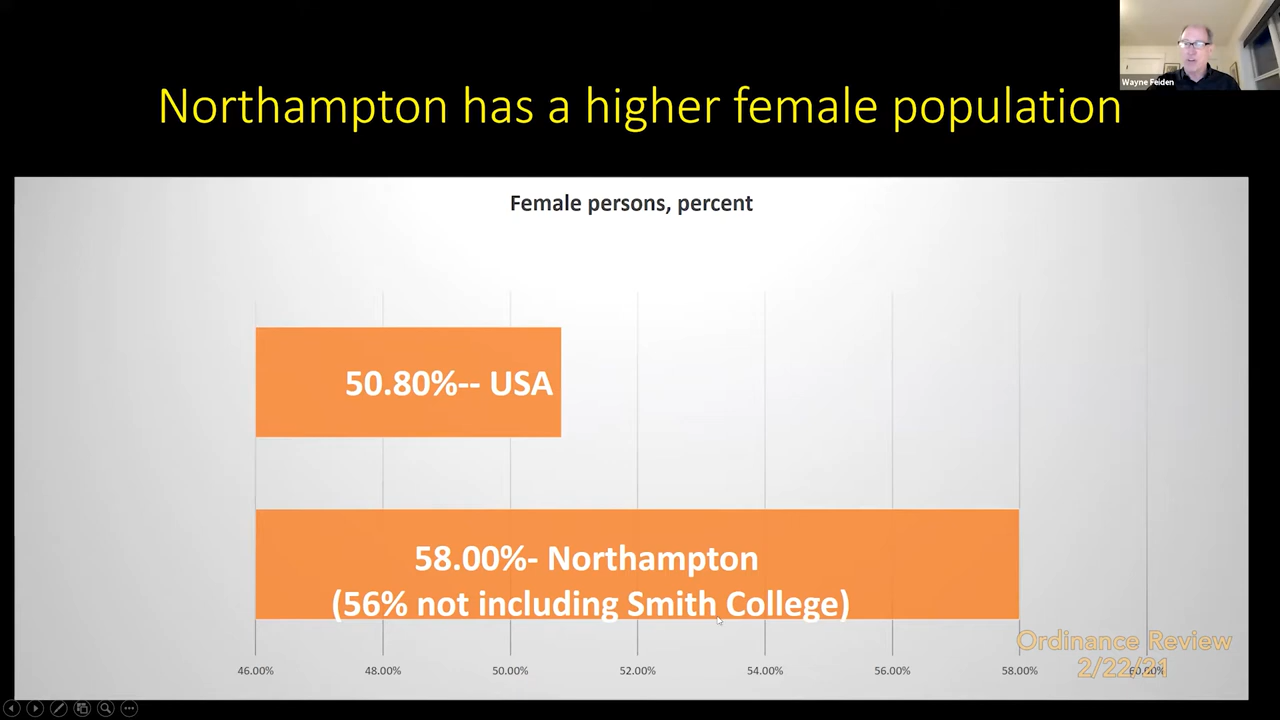 Wayne Feiden
Northampton has a higher female population
Female persons, percent
50.80%-- USA
58.00%- Northampton
(56% not including Smith College)
46.00% 48.00% 50.00% 52.00% 54.00% 56.00% 58.00% 60.00%
Ordinance Review
2/22/21